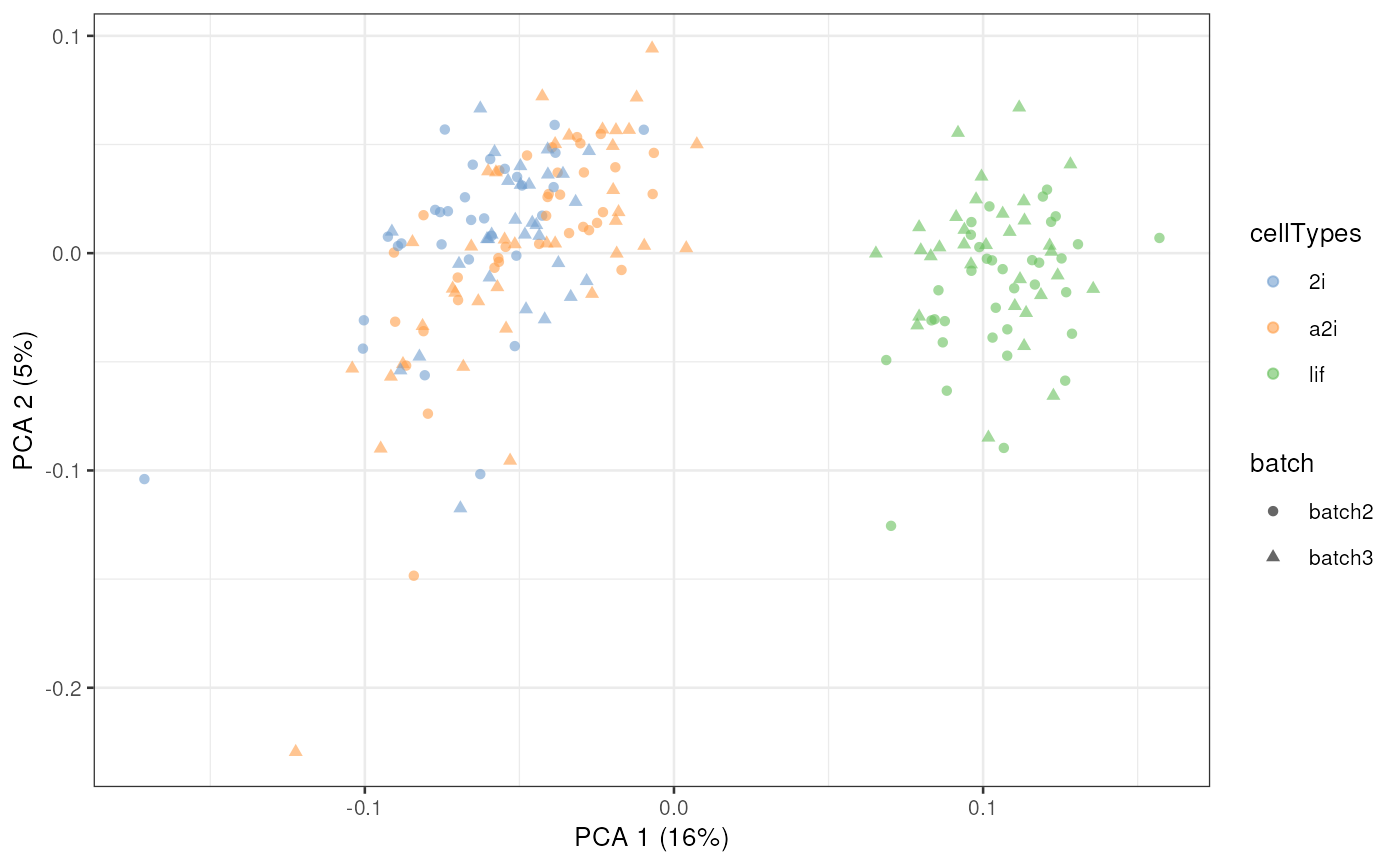 0.1
0.0
-0.1
-0.2
PCA 2 (5%)
-0.1
0.0
0.1
PCA 1 (16%)
cellTypes
2i
a2i
lif
batch
batch2
batch3